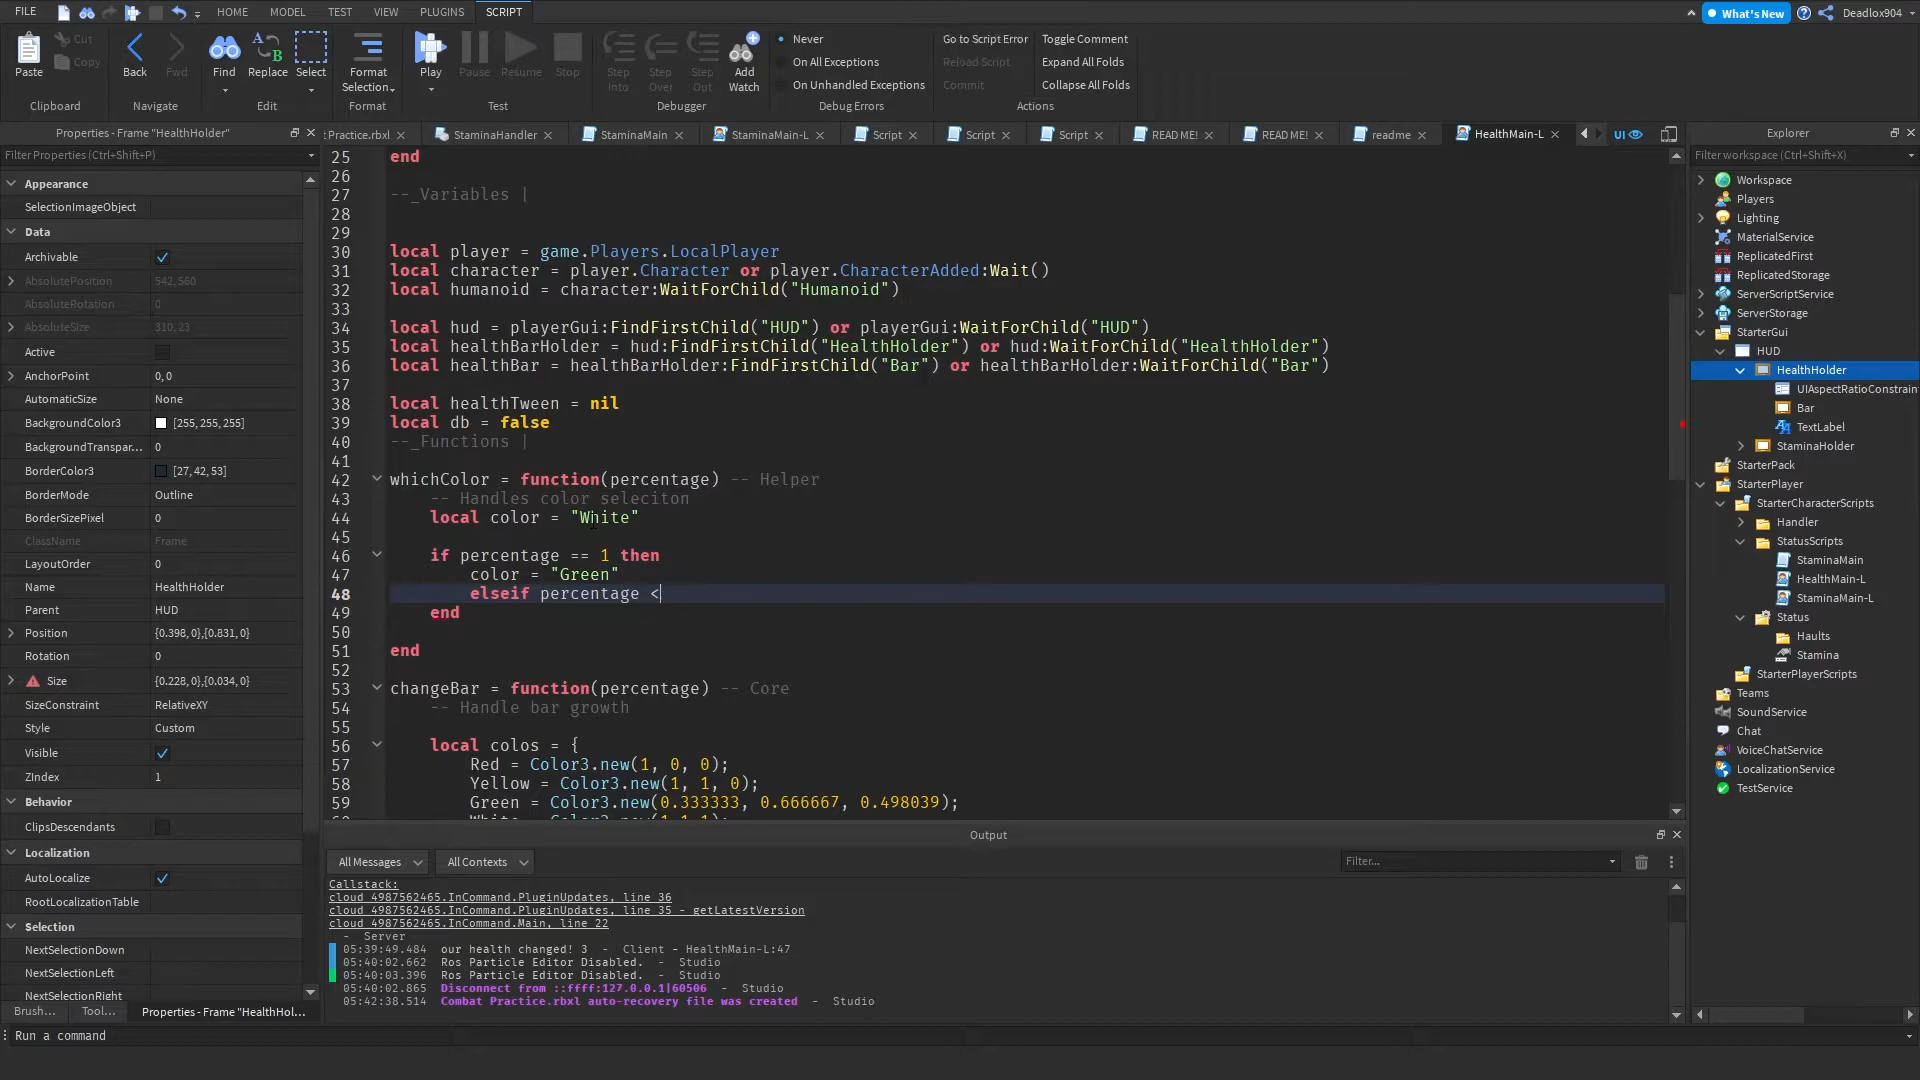 FILE
HOME
MODEL
TEST
VIEW
PLUGINS
SCRIPT
What's New
Deadlox904
Paste
Cut
Copy
Clipboard
Back
Fwd
Navigate
Find
Replace
Select
Edit
Format
Selection
Format
Play
Pause
Resume
Stop
Test
Step
Into
Step
Over
Step
Out
Add
Watch
Debugger
Never
On All Exceptions
On Unhandled Exceptions
Debug Errors
Go to Script Error
Reload Script
Commit
Toggle Comment
Expand All Folds
Collapse All Folds
Actions
Properties - Frame "HealthHolder"
Filter Properties (Ctrl+Shift+P)
Appearance
SelectionImageObject
Data
Archivable
AbsolutePosition 542, 560
AbsoluteRotation 0
AbsoluteSize 310, 23
Active
AnchorPoint 0, 0
AutomaticSize None
BackgroundColor3 [255, 255, 255]
BackgroundTranspar... 0
BorderColor3 [27, 42, 53]
BorderMode Outline
BorderSizePixel 0
ClassName Frame
LayoutOrder 0
Name HealthHolder
Parent HUD
Position {0.398, 0},{0.831, 0}
Rotation 0
Size {0.228, 0},{0.034, 0}
SizeConstraint RelativeXY
Style Custom
Visible
ZIndex 1
Behavior
ClipsDescendants
Localization
AutoLocalize
RootLocalizationTable
Selection
NextSelectionDown
NextSelectionLeft
NextSelectionRight
Brush...
Tool...
Properties - Frame "HealthHol...
Practice.rbxl
StaminaHandler
StaminaMain
StaminaMain-L
Script
Script
Script
READ ME!
READ ME!
readme
HealthMain-L
UI
25 end
26
27 --_Variables |
28
29
30 local player = game.Players.LocalPlayer
31 local character = player.Character or player.CharacterAdded:Wait()
32 local humanoid = character:WaitForChild("Humanoid")
33
34 local hud = playerGui:FindFirstChild("HUD") or playerGui:WaitForChild("HUD")
35 local healthBarHolder = hud:FindFirstChild("HealthHolder") or hud:WaitForChild("HealthHolder")
36 local healthBar = healthBarHolder:FindFirstChild("Bar") or healthBarHolder:WaitForChild("Bar")
37
38 local healthTween = nil
39 local db = false
40 --_Functions |
41
42 whichColor = function(percentage) -- Helper
43 -- Handles color seleciton
44 local color = "White"
45
46 if percentage == 1 then
47 color = "Green"
48 elseif percentage <
49 end
50
51 end
52
53 changeBar = function(percentage) -- Core
54 -- Handle bar growth
55
56 local colos = {
57 Red = Color3.new(1, 0, 0);
58 Yellow = Color3.new(1, 1, 0);
59 Green = Color3.new(0.333333, 0.666667, 0.498039);
Output
All Messages
All Contexts
Filter...
Callstack:
cloud_4987562465.InCommand.PluginUpdates, line 36
cloud_4987562465.InCommand.PluginUpdates, line 35 - getLatestVersion
cloud_4987562465.InCommand.Main, line 22
- Server
05:39:49.484 our health changed! 3 - Client - HealthMain-L:47
05:40:02.662 Ros Particle Editor Disabled. - Studio
05:40:03.396 Ros Particle Editor Disabled. - Studio
05:40:02.865 Disconnect from ::ffff:127.0.0.1|60506 - Studio
05:42:38.514 Combat Practice.rbxl auto-recovery file was created - Studio
Explorer
Filter workspace (Ctrl+Shift+X)
Workspace
Players
Lighting
MaterialService
ReplicatedFirst
ReplicatedStorage
ServerScriptService
ServerStorage
StarterGui
HUD
HealthHolder
UIAspectRatioConstrain
Bar
TextLabel
StaminaHolder
StarterPack
StarterPlayer
StarterCharacterScripts
Handler
StatusScripts
StaminaMain
HealthMain-L
StaminaMain-L
Status
Haults
Stamina
StarterPlayerScripts
Teams
SoundService
Chat
VoiceChatService
LocalizationService
TestService
Run a command